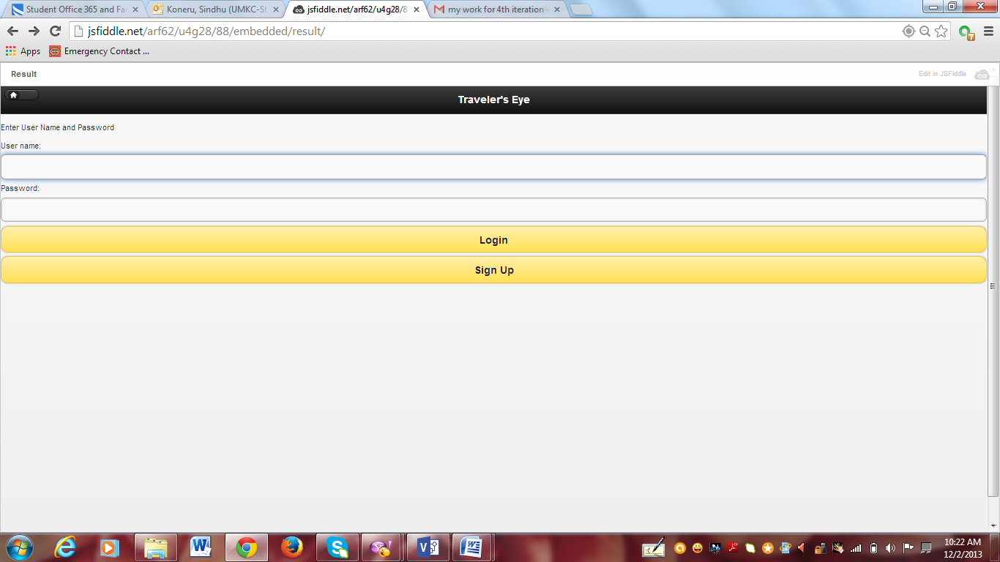 Student Office 365 and Fa
Koneru, Sindhu (UMKC-St
jsfiddle.net/arf62/u4g28/8
my work for 4th iteration
jsfiddle.net/arf62/u4g28/88/embedded/result/
Apps
Emergency Contact ...
7
Result
Edit in JSFiddle
Traveler's Eye
Enter User Name and Password
User name:
Password:
Login
Sign Up
10:22 AM
12/2/2013